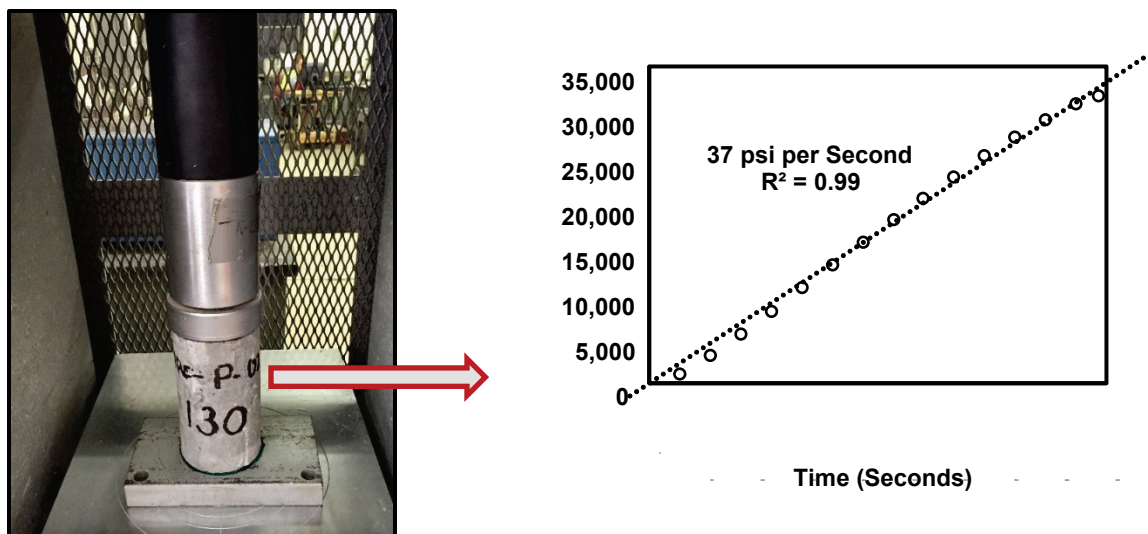 35,000
30,000
25,000
20,000
15,000
10,000
5,000
0
37 psi per Second
R² = 0.99
Time (Seconds)
P-
130